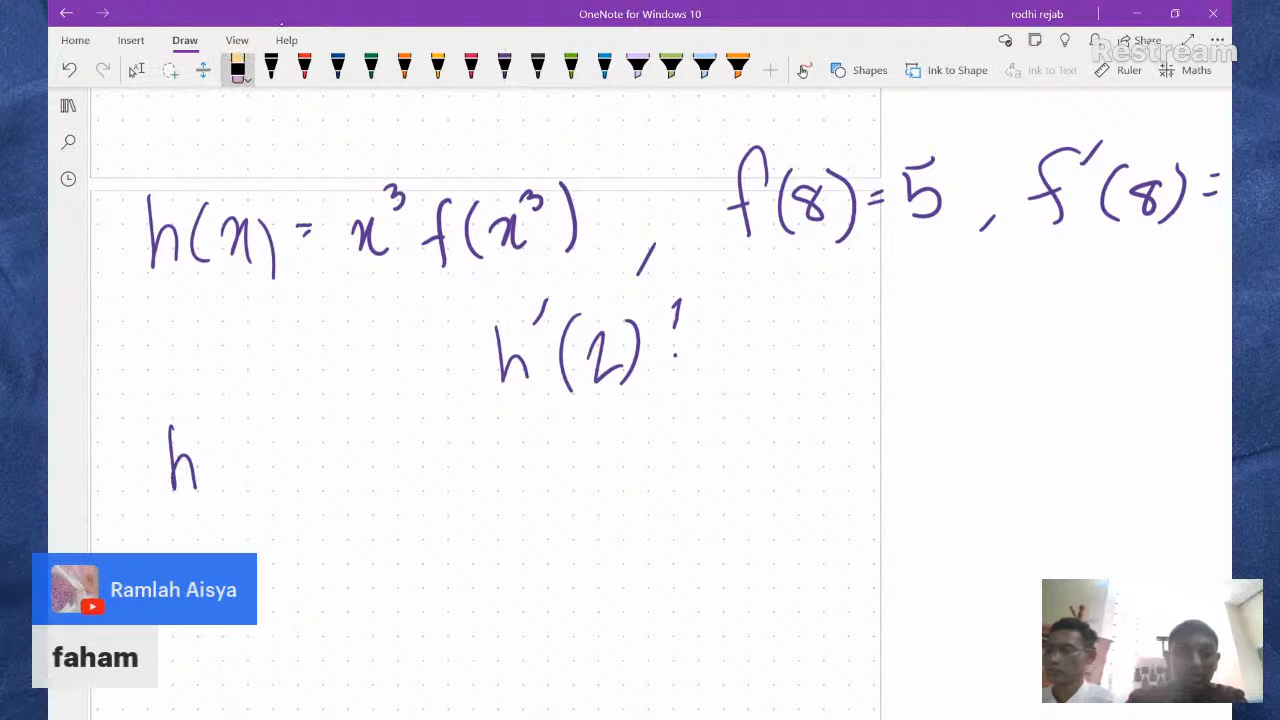 OneNote for Windows 10
rodhi rejab
Home Insert Draw View Help
Share
Restream
Shapes Ink to Shape Ink to Text Ruler Maths
h(x) = x³ f(x³) , f(8) = 5 , f'(8) =
h'(2) !
h
Ramlah Aisya
faham